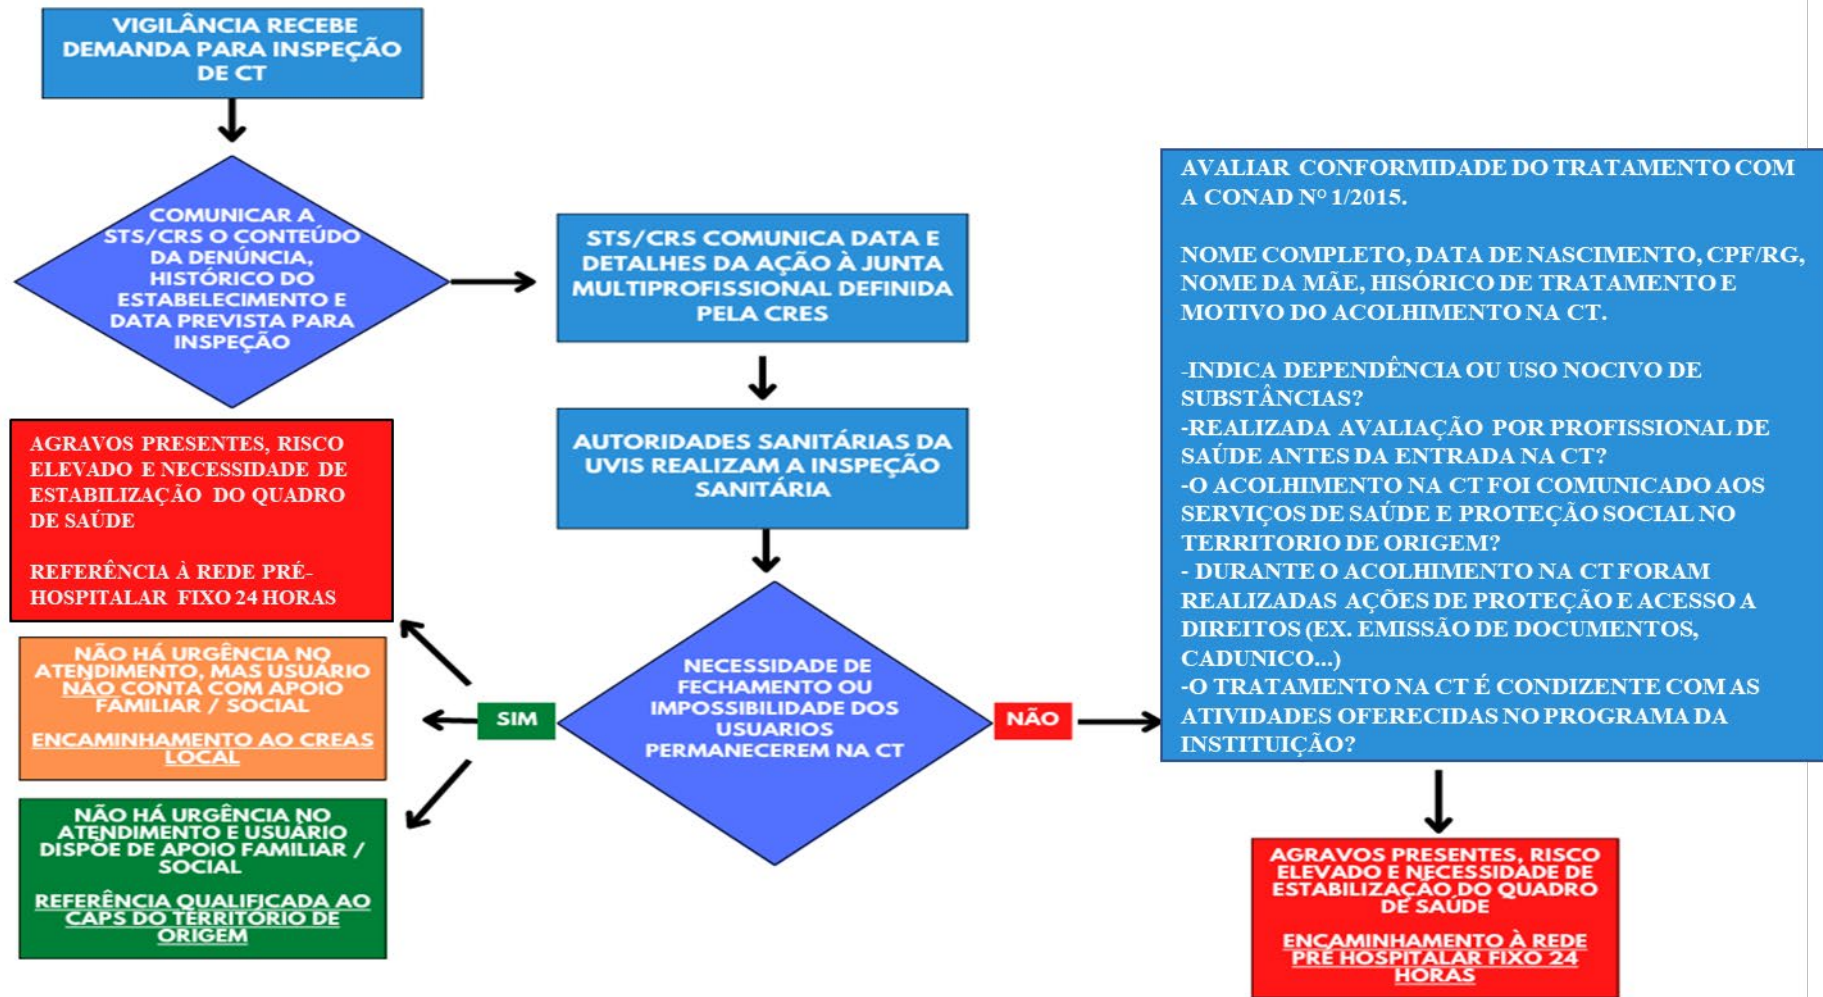 VIGILÂNCIA RECEBE
DEMANDA PARA INSPEÇÃO
DE CT
COMUNICAR A
STS/CRS O CONTEÚDO
DA DENÚNCIA,
HISTÓRICO DO
ESTABELECIMENTO E
DATA PREVISTA PARA
INSPEÇÃO
STS/CRS COMUNICA DATA E
DETALHES DA AÇÃO À JUNTA
MULTIPROFISSIONAL DEFINIDA
PELA CRES
AUTORIDADES SANITÁRIAS DA
UVIS REALIZAM A INSPEÇÃO
SANITÁRIA
NECESSIDADE DE
FECHAMENTO OU
IMPOSSIBILIDADE DOS
USUARIOS
PERMANECEREM NA CT
SIM
AGRAVOS PRESENTES, RISCO
ELEVADO E NECESSIDADE DE
ESTABILIZAÇÃO DO QUADRO
DE SAÚDE
REFERÊNCIA À REDE PRÉ-
HOSPITALAR FIXO 24 HORAS
NÃO HÁ URGÊNCIA NO
ATENDIMENTO, MAS USUÁRIO
NÃO CONTA COM APOIO
FAMILIAR / SOCIAL
ENCAMINHAMENTO AO CREAS
LOCAL
NÃO HÁ URGÊNCIA NO
ATENDIMENTO E USUÁRIO
DISPÕE DE APOIO FAMILIAR /
SOCIAL
REFERÊNCIA QUALIFICADA AO
CAPS DO TERRITÓRIO DE
ORIGEM
NÃO
AVALIAR CONFORMIDADE DO TRATAMENTO COM
A CONAD N° 1/2015.
NOME COMPLETO, DATA DE NASCIMENTO, CPF/RG,
NOME DA MÃE, HISÓRICO DE TRATAMENTO E
MOTIVO DO ACOLHIMENTO NA CT.
-INDICA DEPENDÊNCIA OU USO NOCIVO DE
SUBSTÂNCIAS?
-REALIZADA AVALIAÇÃO POR PROFISSIONAL DE
SAÚDE ANTES DA ENTRADA NA CT?
-O ACOLHIMENTO NA CT FOI COMUNICADO AOS
SERVIÇOS DE SAÚDE E PROTEÇÃO SOCIAL NO
TERRITORIO DE ORIGEM?
- DURANTE O ACOLHIMENTO NA CT FORAM
REALIZADAS AÇÕES DE PROTEÇÃO E ACESSO A
DIREITOS (EX. EMISSÃO DE DOCUMENTOS,
CADUNICO...)
-O TRATAMENTO NA CT É CONDIZENTE COM AS
ATIVIDADES OFERECIDAS NO PROGRAMA DA
INSTITUIÇÃO?
AGRAVOS PRESENTES, RISCO
ELEVADO E NECESSIDADE DE
ESTABILIZAÇÃO DO QUADRO
DE SAÚDE
ENCAMINHAMENTO À REDE
PRÉ HOSPITALAR FIXO 24
HORAS